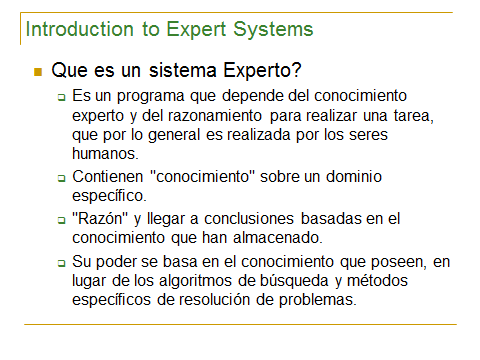 Introduction to Expert Systems
Que es un sistema Experto?
Es un programa que depende del conocimiento
experto y del razonamiento para realizar una tarea,
que por lo general es realizada por los seres
humanos.
Contienen "conocimiento" sobre un dominio
específico.
"Razón" y llegar a conclusiones basadas en el
conocimiento que han almacenado.
Su poder se basa en el conocimiento que poseen, en
lugar de los algoritmos de búsqueda y métodos
específicos de resolución de problemas.